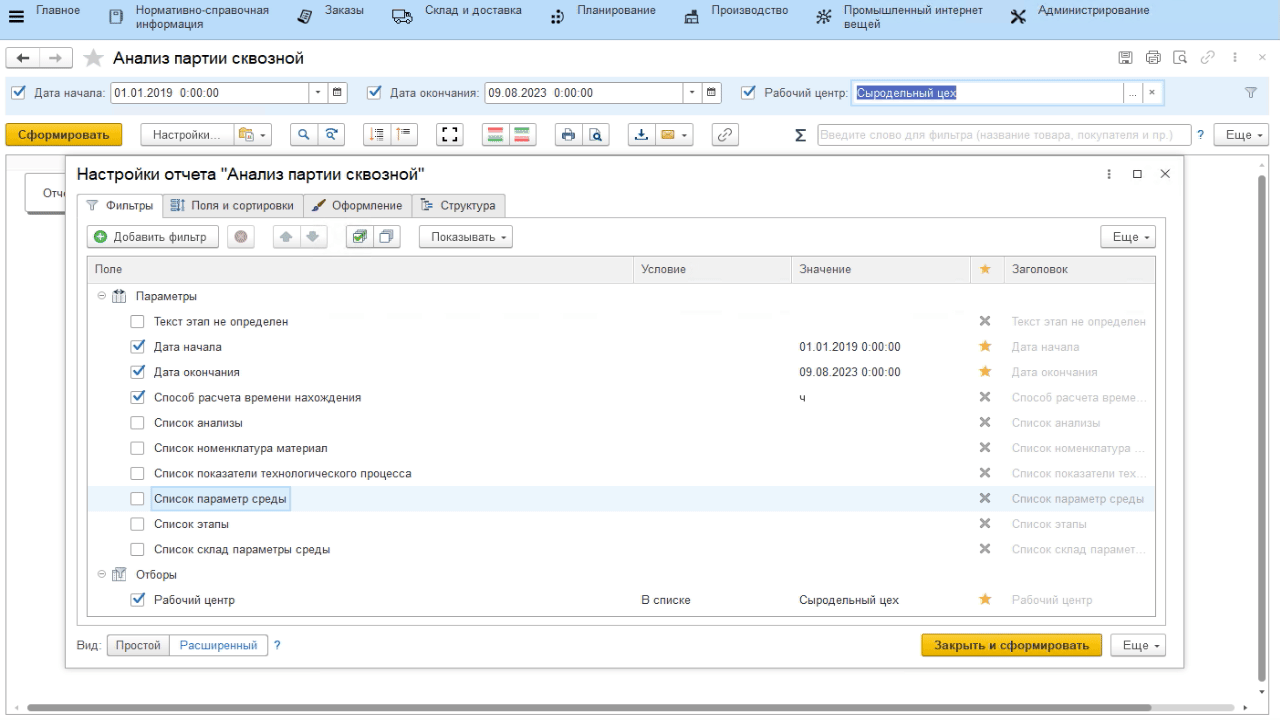 Главное
Нормативно-справочная
информация
Заказы
Склад и доставка
Планирование
Производство
Промышленный интернет
вещей
Администрирование
Анализ партии сквозной
Дата начала: 01.01.2019 0:00:00
Дата окончания: 09.08.2023 0:00:00
Рабочий центр: Сыродельный цех ... ×
Сформировать
Настройки...
Σ
Введите слово для фильтра (название товара, покупателя и пр.)
?
Еще
Отче
Настройки отчета "Анализ партии сквозной"
Фильтры
Поля и сортировки
Оформление
Структура
Добавить фильтр
Показывать
Еще
Поле Условие Значение Заголовок
Параметры
Текст этап не определен Текст этап не определен
Дата начала 01.01.2019 0:00:00 Дата начала
Дата окончания 09.08.2023 0:00:00 Дата окончания
Способ расчета времени нахождения ч Способ расчета време...
Список анализы Список анализы
Список номенклатура материал Список номенклатура ...
Список показатели технологического процесса Список показатели тех...
Список параметр среды Список параметр среды
Список этапы Список этапы
Список склад параметры среды Список склад парамет...
Отборы
Рабочий центр В списке Сыродельный цех Рабочий центр
Вид: Простой Расширенный ?
Закрыть и сформировать
Еще